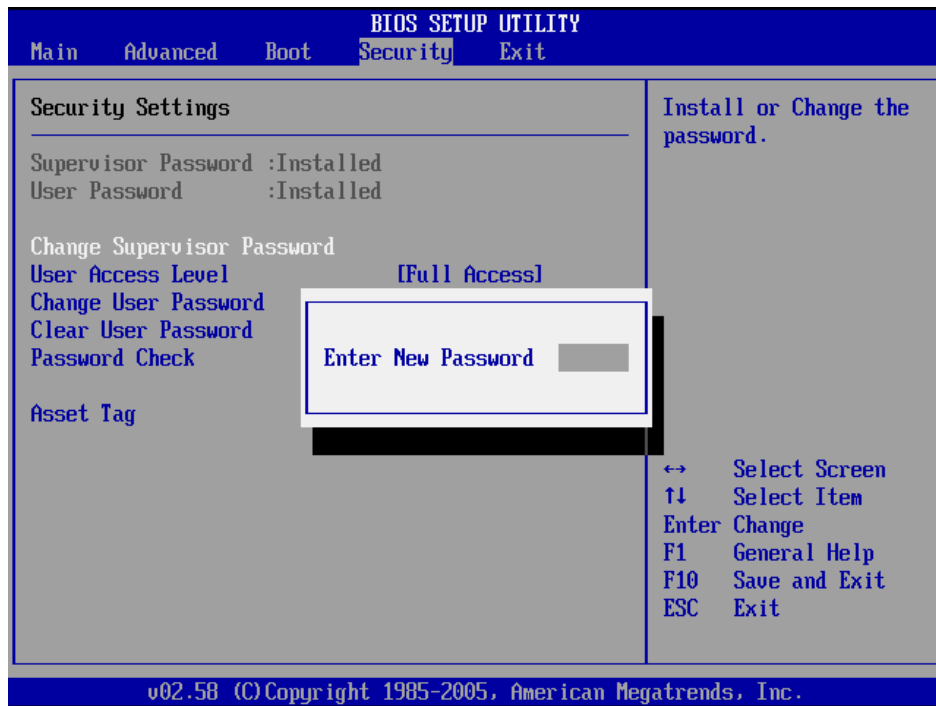 BIOS SETUP UTILITY
Main Advanced Boot Security Exit
Security Settings
Supervisor Password :Installed
User Password :Installed
Change Supervisor Password
User Access Level [Full Access]
Change User Password
Clear User Password
Password Check
Asset Tag
Enter New Password
Install or Change the
password.
←→ Select Screen
↑↓ Select Item
Enter Change
F1 General Help
F10 Save and Exit
ESC Exit
v02.58 (C)Copyright 1985-2005, American Megatrends, Inc.